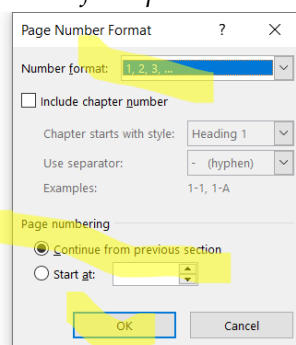 Page Number Format ? ×
Number format: 1, 2, 3, ...
Include chapter number
Chapter starts with style: Heading 1
Use separator: - (hyphen)
Examples: 1-1, 1-A
Page numbering
Continue from previous section
Start at:
OK Cancel